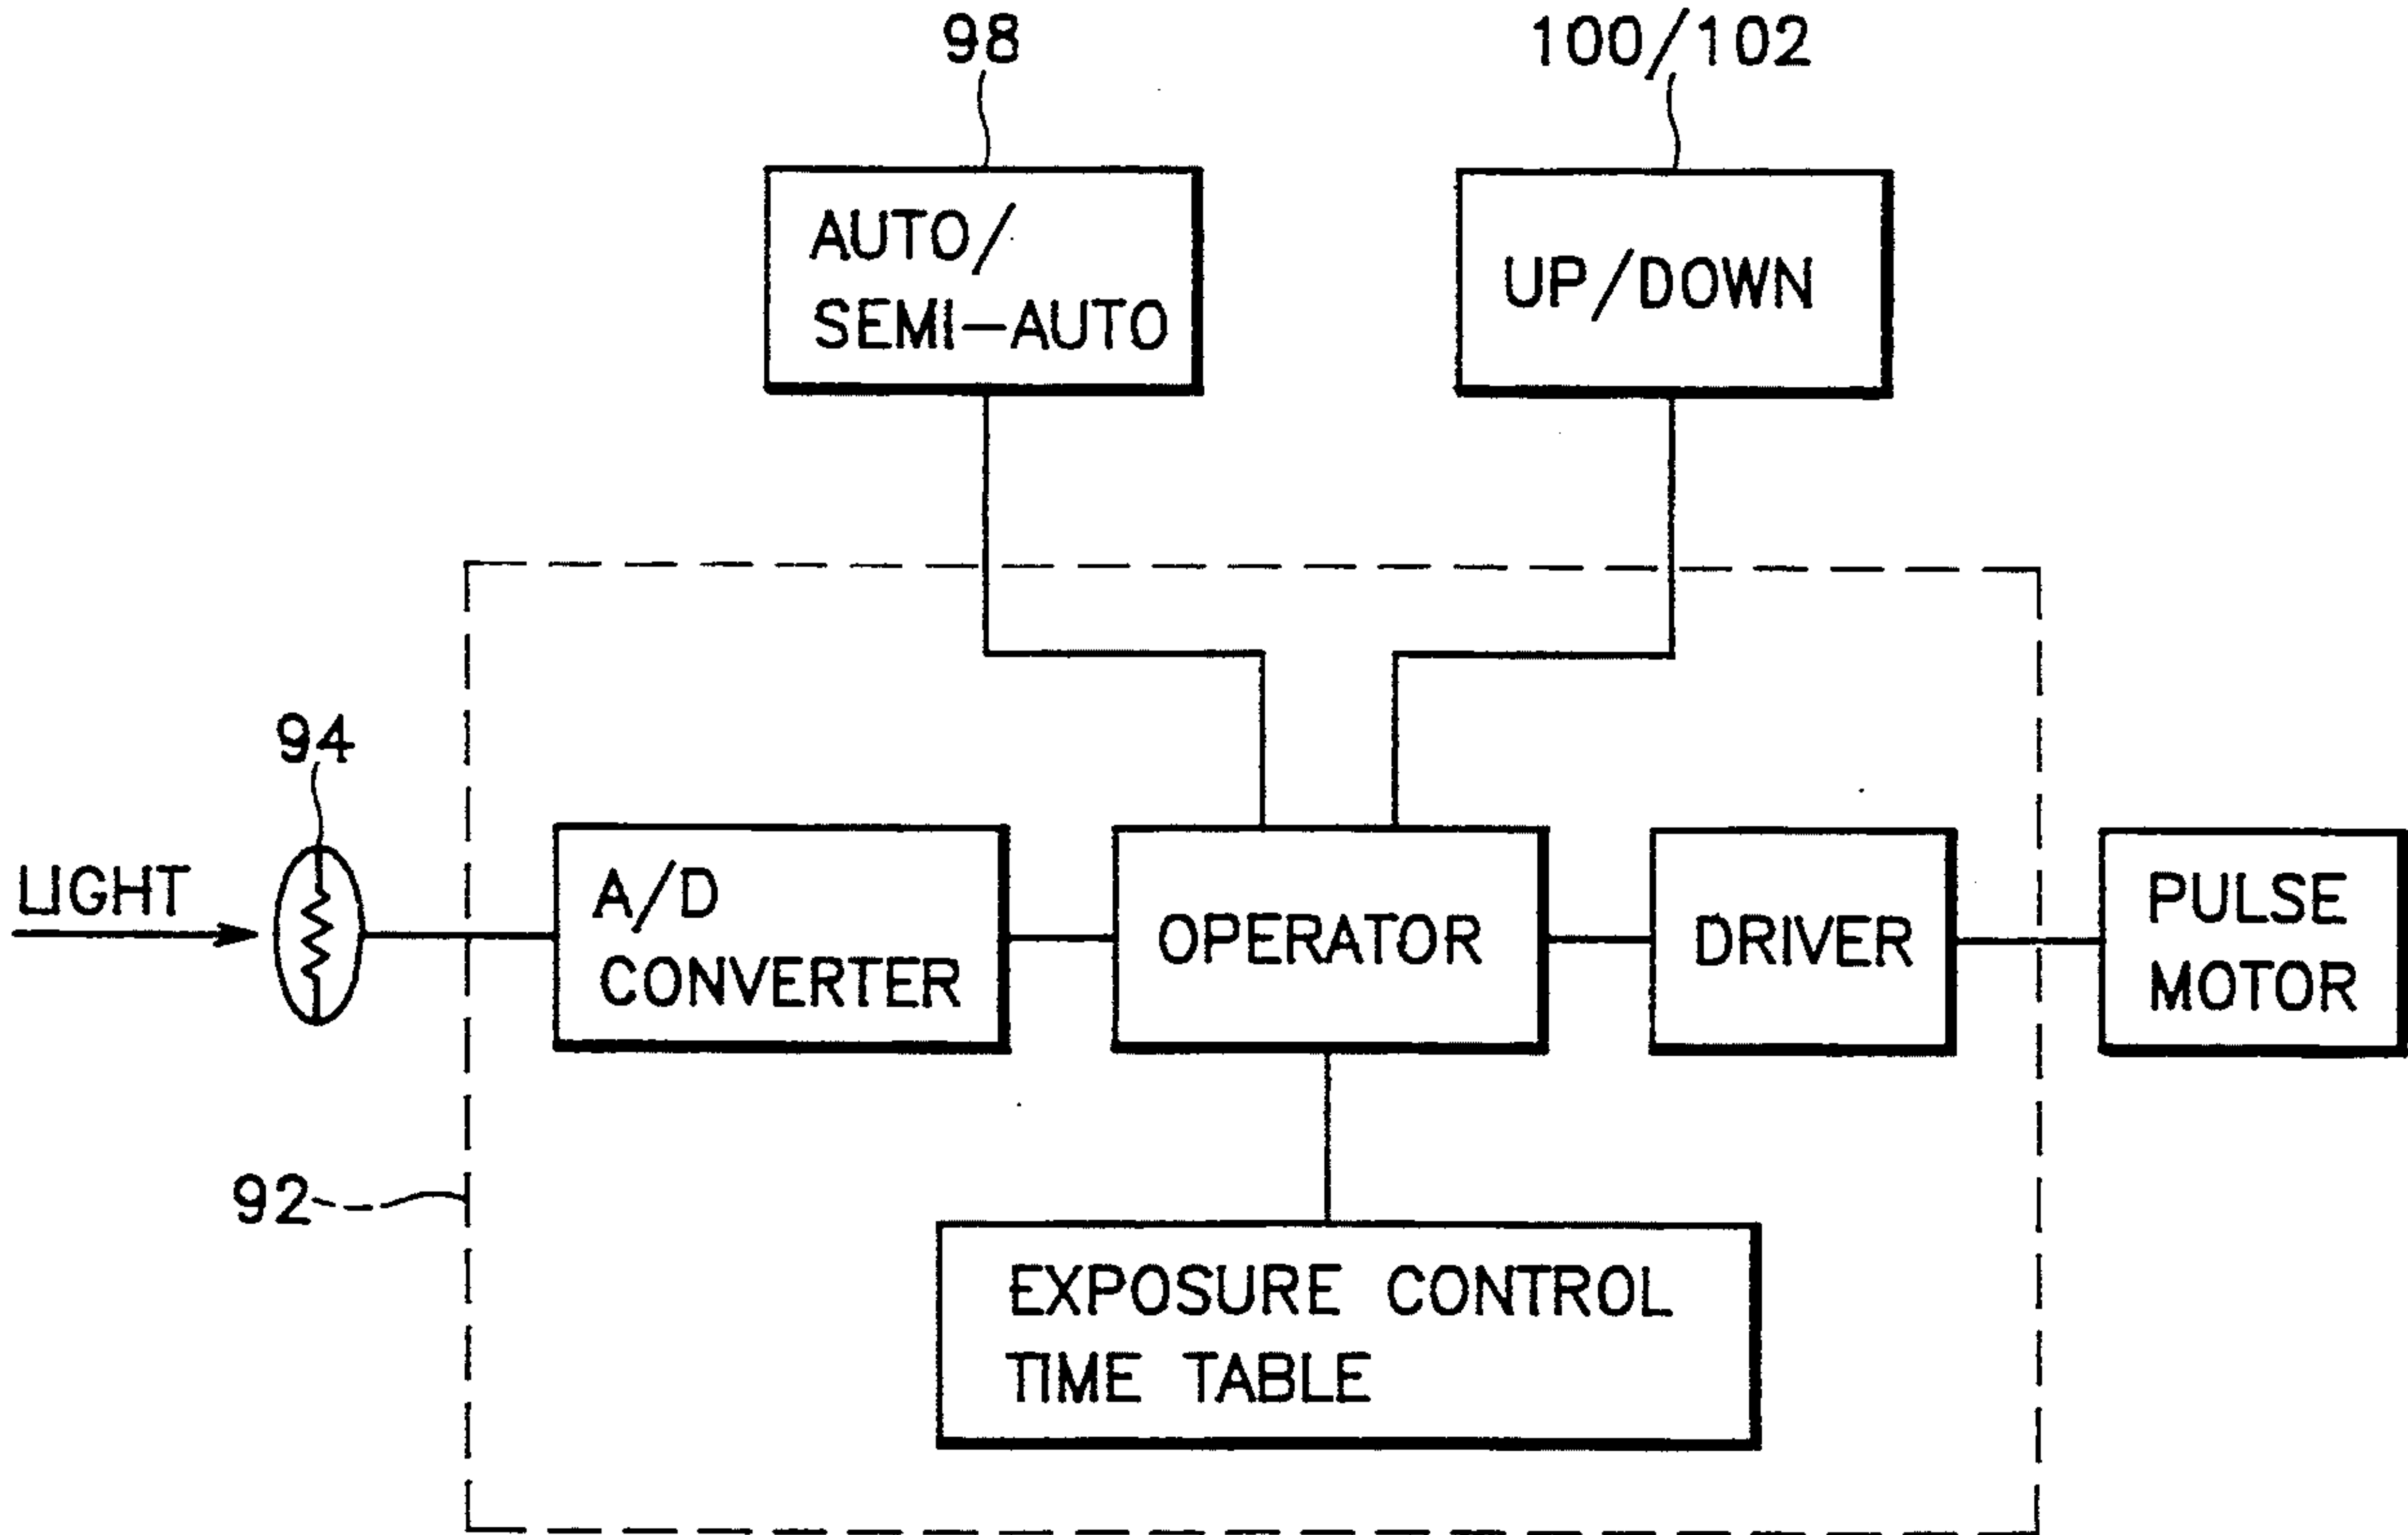 98
100/102
AUTO/
SEMI-AUTO
UP/DOWN
94
LIGHT
A/D
CONVERTER
OPERATOR
DRIVER
PULSE
MOTOR
92
EXPOSURE CONTROL
TIME TABLE